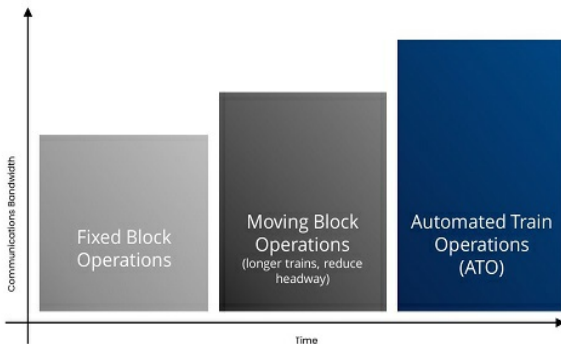 Communications Bandwidth
Fixed Block
Operations
Moving Block
Operations
(longer trains, reduce
headway)
Automated Train
Operations
(ATO)
Time